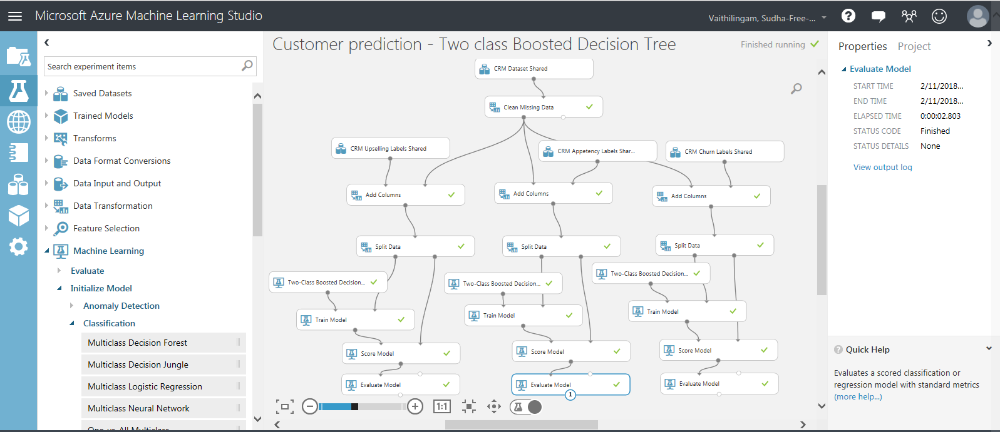 Microsoft Azure Machine Learning Studio
Vaithilingam, Sudha-Free-...
Search experiment items
Saved Datasets
Trained Models
Transforms
Data Format Conversions
Data Input and Output
Data Transformation
Feature Selection
Machine Learning
Evaluate
Initialize Model
Anomaly Detection
Classification
Multiclass Decision Forest
Multiclass Decision Jungle
Multiclass Logistic Regression
Multiclass Neural Network
One-vs-All Multiclass
Customer prediction - Two class Boosted Decision Tree
Finished running
CRM Dataset Shared
Clean Missing Data
CRM Upselling Labels Shared
CRM Appetency Labels Shar...
CRM Churn Labels Shared
Add Columns
Add Columns
Add Columns
Split Data
Split Data
Split Data
Two-Class Boosted Decision...
Two-Class Boosted Decision...
Two-Class Boosted Decision...
Train Model
Train Model
Train Model
Score Model
Score Model
Score Model
Evaluate Model
Evaluate Model
Evaluate Model
1
1:1
Properties Project
Evaluate Model
START TIME 2/11/2018...
END TIME 2/11/2018...
ELAPSED TIME 0:00:02.803
STATUS CODE Finished
STATUS DETAILS None
View output log
Quick Help
Evaluates a scored classification or
regression model with standard metrics
(more help...)